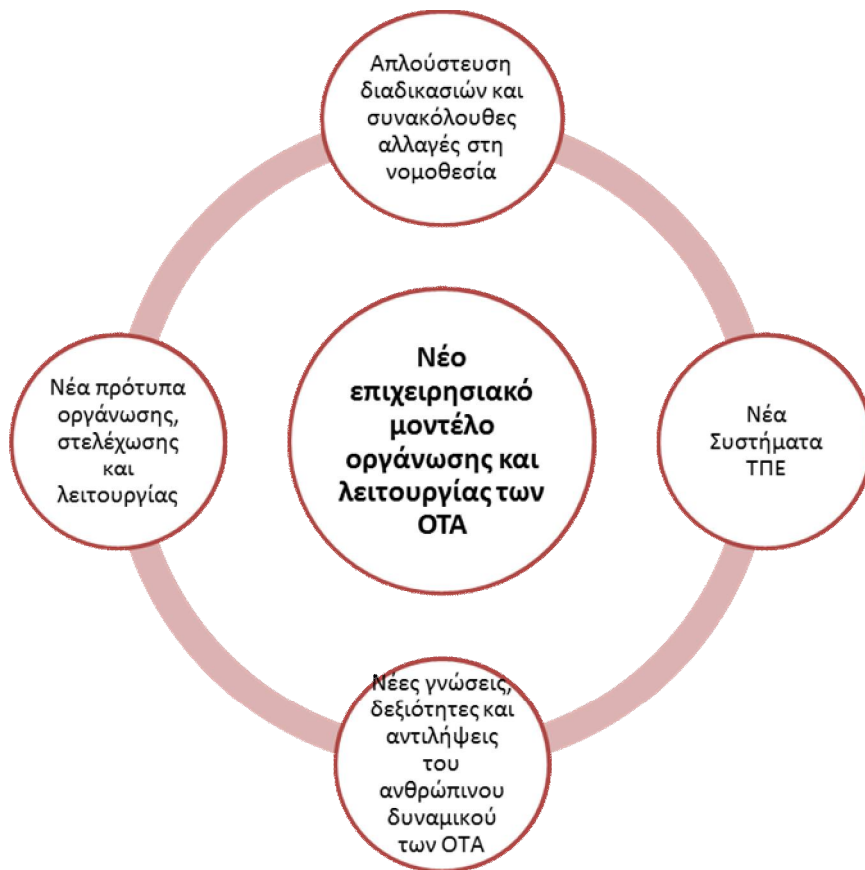 Απλούστευση
διαδικασιών και
συνακόλουθες
αλλαγές στη
νομοθεσία
Νέα πρότυπα
οργάνωσης,
στελέχωσης
και
λειτουργίας
Νέο
επιχειρησιακό
μοντέλο
οργάνωσης και
λειτουργίας των
ΟΤΑ
Νέα
Συστήματα
ΤΠΕ
Νέες γνώσεις,
δεξιότητες και
αντιλήψεις
του
ανθρώπινου
δυναμικού
των ΟΤΑ